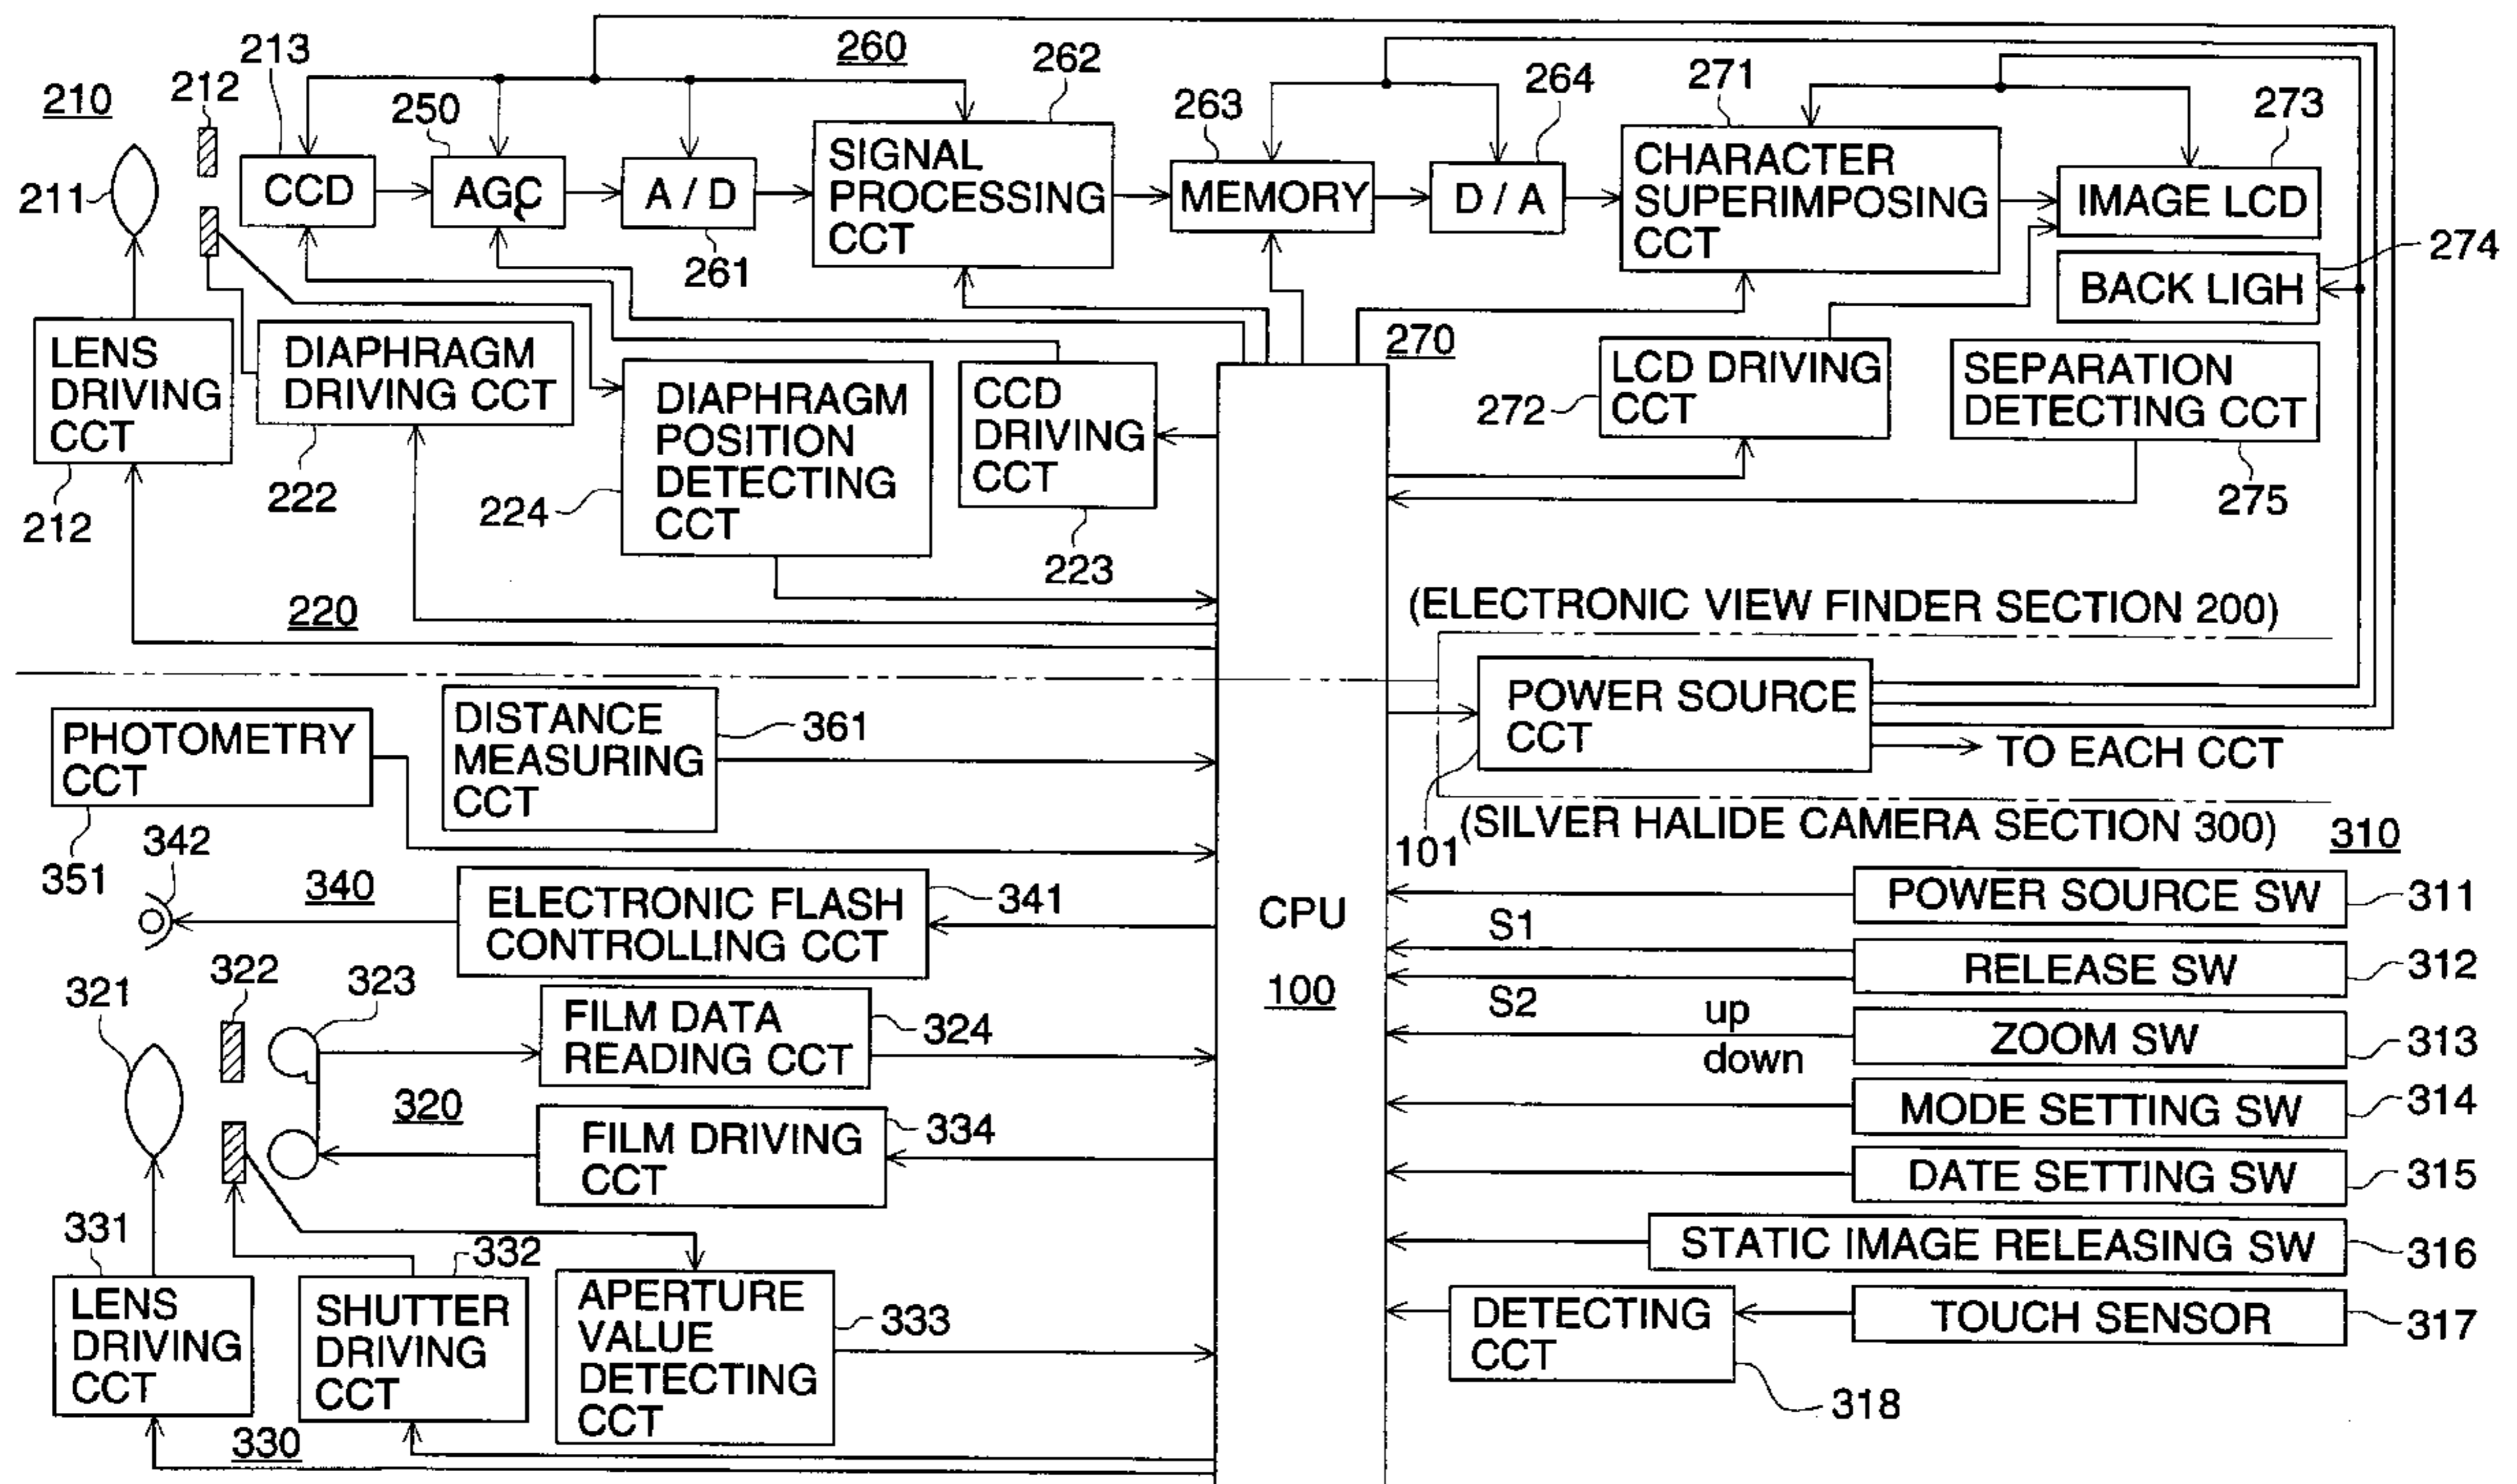 210
212
213
250
260
262
263
264
271
273
211
CCD
AGC
A / D
261
SIGNAL
PROCESSING
CCT
MEMORY
D / A
CHARACTER
SUPERIMPOSING
CCT
IMAGE LCD
274
BACK LIGH
LENS
DRIVING
CCT
212
DIAPHRAGM
DRIVING CCT
222
DIAPHRAGM
POSITION
DETECTING
CCT
224
CCD
DRIVING
CCT
223
270
LCD DRIVING
CCT
272
SEPARATION
DETECTING CCT
275
220
(ELECTRONIC VIEW FINDER SECTION 200)
POWER SOURCE
CCT
TO EACH CCT
101
(SILVER HALIDE CAMERA SECTION 300)
310
PHOTOMETRY
CCT
351
DISTANCE
MEASURING
CCT
361
342
340
ELECTRONIC FLASH
CONTROLLING CCT
341
CPU
100
321
322
323
FILM DATA
READING CCT
324
320
FILM DRIVING
CCT
334
331
LENS
DRIVING
CCT
332
SHUTTER
DRIVING
CCT
APERTURE
VALUE
DETECTING
CCT
333
330
POWER SOURCE SW
311
S1
RELEASE SW
312
S2
up
down
ZOOM SW
313
MODE SETTING SW
314
DATE SETTING SW
315
STATIC IMAGE RELEASING SW
316
DETECTING
CCT
318
TOUCH SENSOR
317